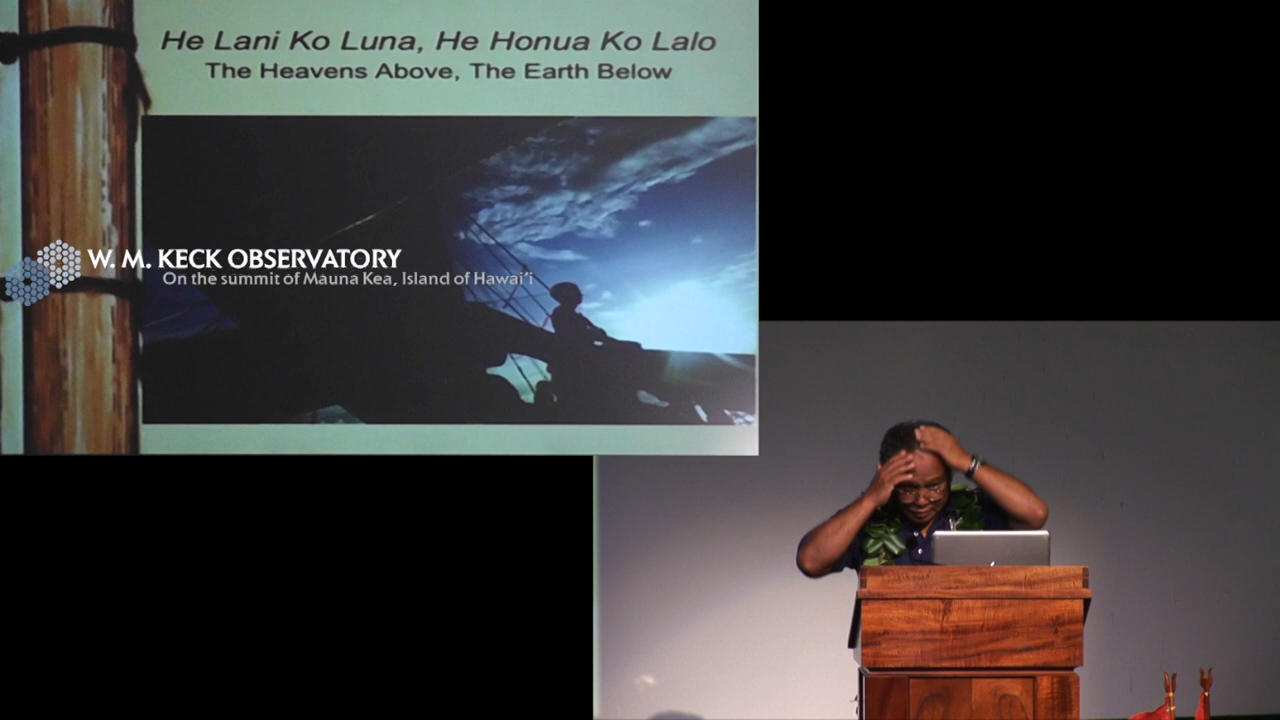 He Lani Ko Luna, He Honua Ko Lalo
The Heavens Above, The Earth Below
W. M. KECK OBSERVATORY
On the summit of Mauna Kea, Island of Hawai‘i